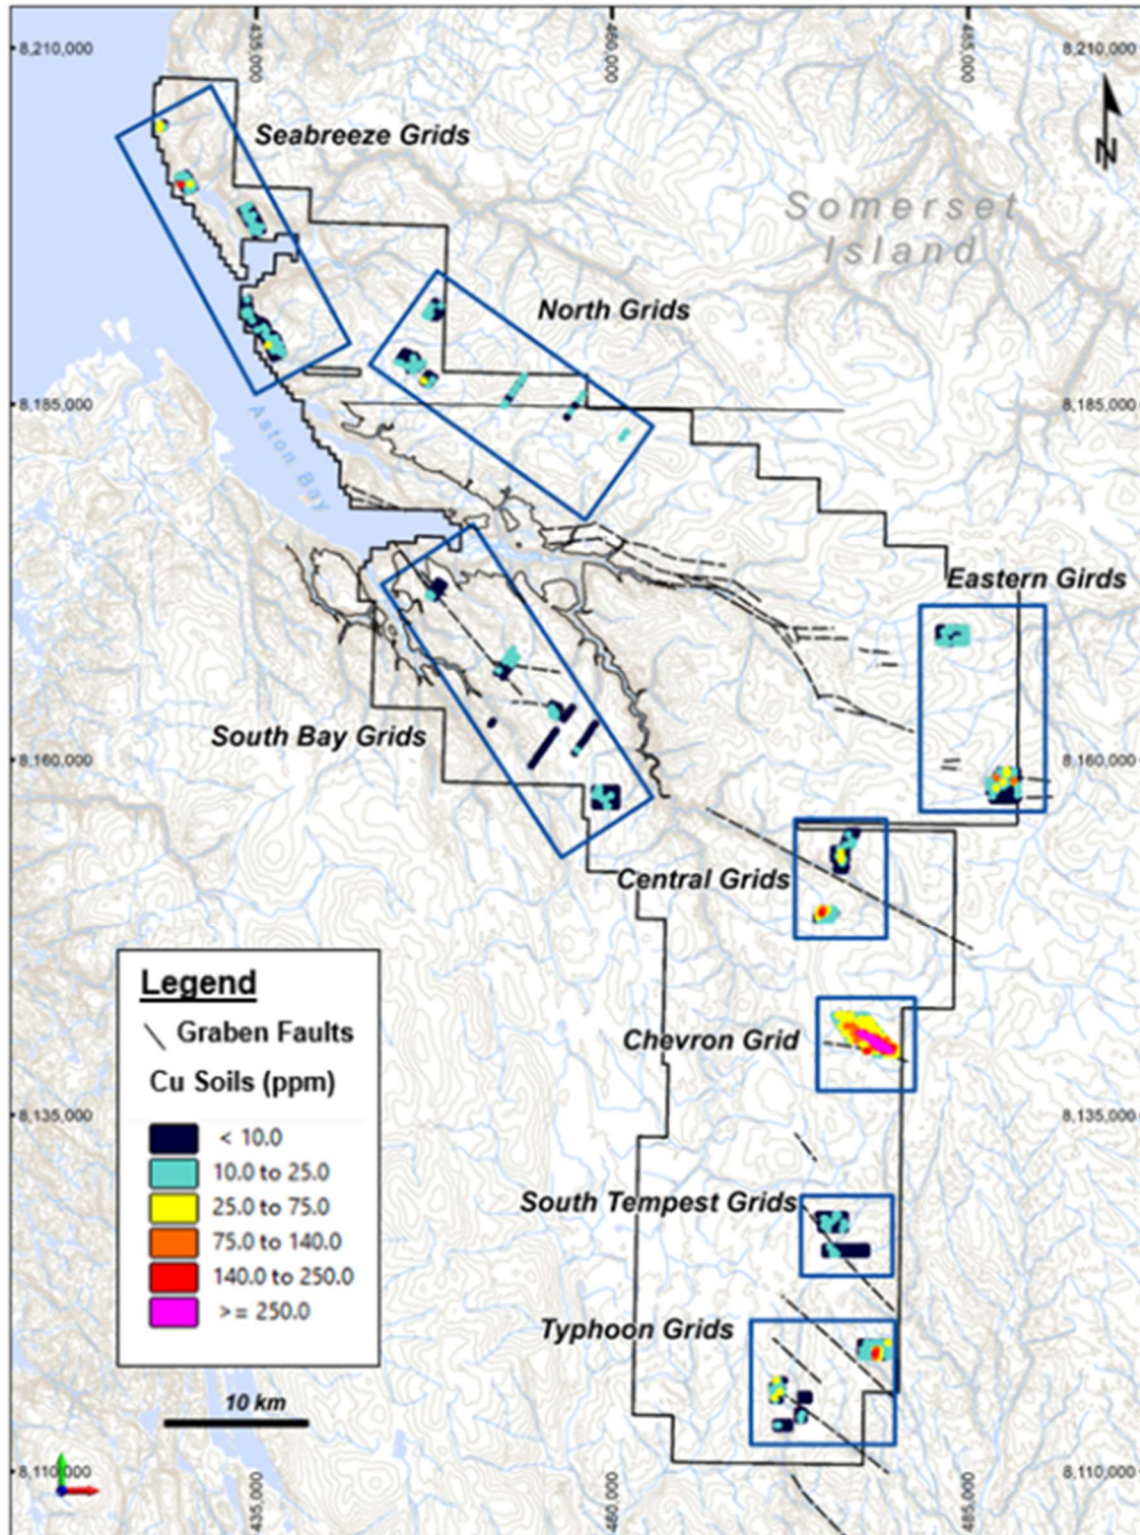 435,000
460,000
485,000
8,210,000
8,210,000
N
Seabreeze Grids
Somerset
Island
North Grids
8,185,000
8,185,000
Aston Bay
Eastern Girds
South Bay Grids
8,160,000
8,160,000
Central Grids
Legend
Graben Faults
Cu Soils (ppm)
< 10.0
10.0 to 25.0
25.0 to 75.0
75.0 to 140.0
140.0 to 250.0
>= 250.0
Chevron Grid
8,135,000
8,135,000
South Tempest Grids
Typhoon Grids
10 km
8,110,000
8,110,000
435,000
460,000
485,000